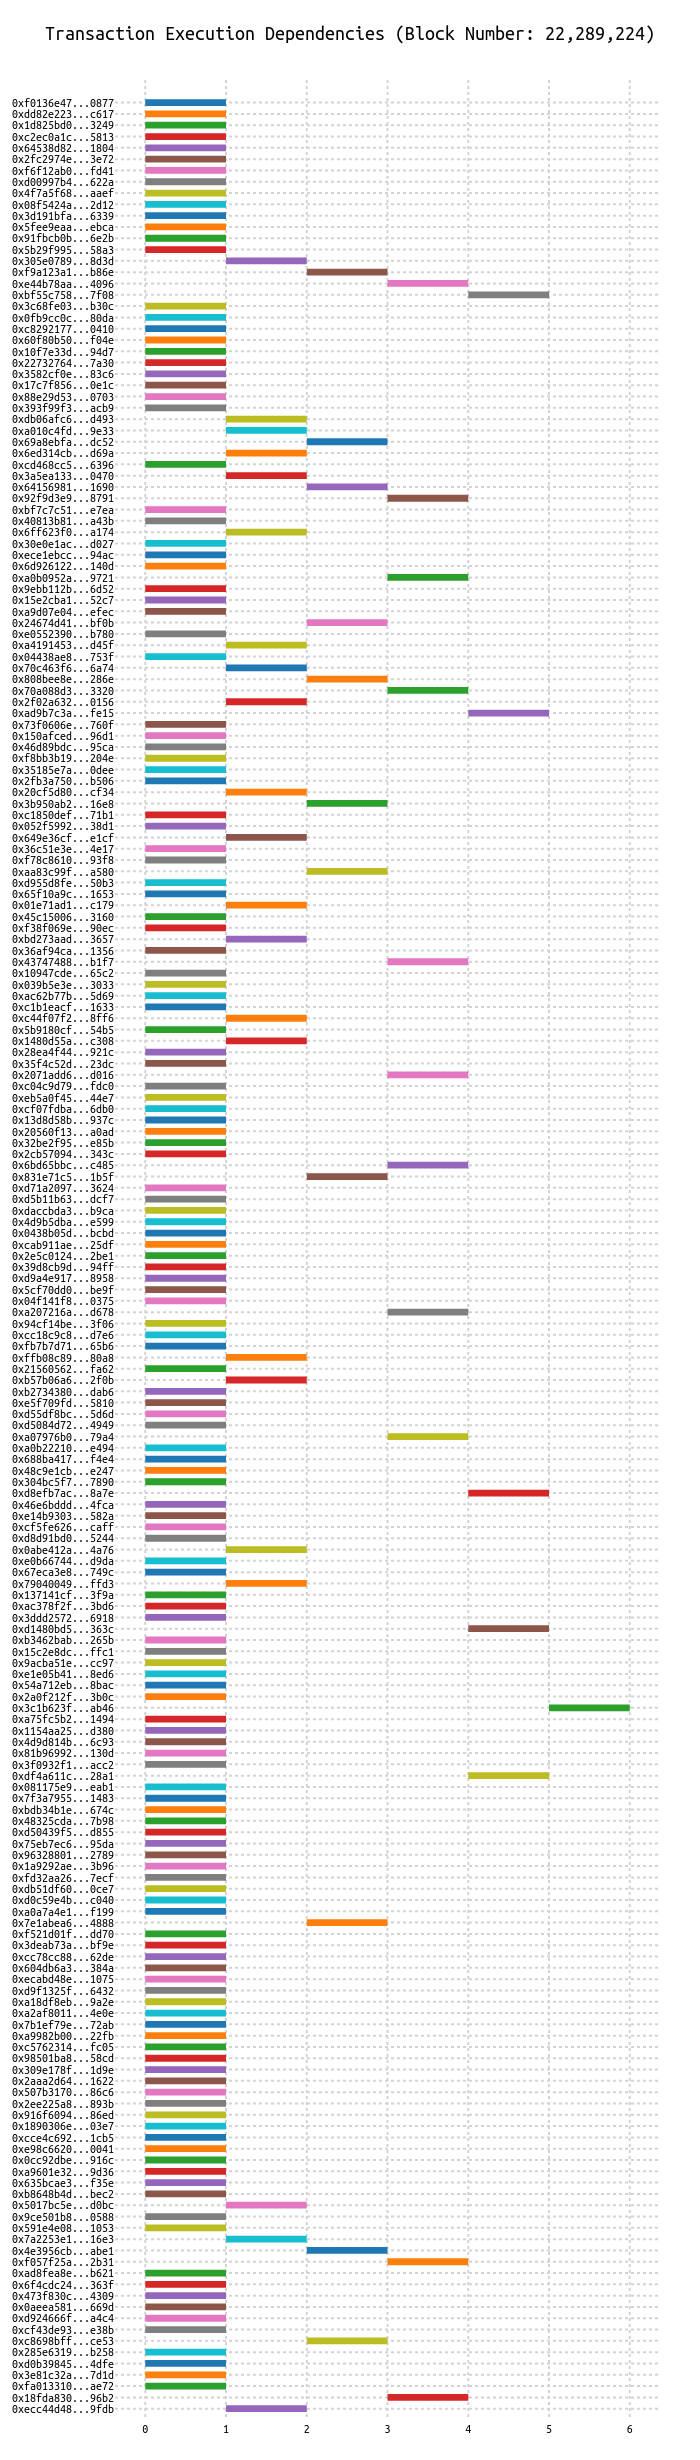 Transaction Execution Dependencies (Block Number: 22,289,224)
0xf0136e47...0877
0xdd82e223...c617
0x1d825bd0...3249
0xc2ec0a1c...5813
0x64538d82...1804
0x2fc2974e...3e72
0xf6f12ab0...fd41
0xd00997b4...622a
0x4f7a5f68...aaef
0x08f5424a...2d12
0x3d191bfa...6339
0x5fee9eaa...ebca
0x91fbcb0b...6e2b
0x5b29f995...58a3
0x305e0789...8d3d
0xf9a123a1...b86e
0xe44b78aa...4096
0xbf55c758...7f08
0x3c68fe03...b30c
0x0fb9cc0c...80da
0xc8292177...0410
0x60f80b50...f04e
0x10f7e33d...94d7
0x22732764...7a30
0x3582cf0e...83c6
0x17c7f856...0e1c
0x88e29d53...0703
0x393f99f3...acb9
0xdb06afc6...d493
0xa010c4fd...9e33
0x69a8ebfa...dc52
0x6ed314cb...d69a
0xcd468cc5...6396
0x3a5ea133...0470
0x64156981...1690
0x92f9d3e9...8791
0xbf7c7c51...e7ea
0x40813b81...a43b
0x6ff623f0...a174
0x30e0e1ac...d027
0xece1ebcc...94ac
0x6d926122...140d
0xa0b0952a...9721
0x9ebb112b...6d52
0x15e2cba1...52c7
0xa9d07e04...efec
0x24674d41...bf0b
0xe0552390...b780
0xa4191453...d45f
0x04438ae8...753f
0x70c463f6...6a74
0x808bee8e...286e
0x70a088d3...3320
0x2f02a632...0156
0xad9b7c3a...fe15
0x73f0606e...760f
0x150afced...96d1
0x46d89bdc...95ca
0xf8bb3b19...204e
0x35185e7a...0dee
0x2fb3a750...b506
0x20cf5d80...cf34
0x3b950ab2...16e8
0xc1850def...71b1
0x052f5992...38d1
0x649e36cf...e1cf
0x36c51e3e...4e17
0xf78c8610...93f8
0xaa83c99f...a580
0xd955d8fe...50b3
0x65f10a9c...1653
0x01e71ad1...c179
0x45c15006...3160
0xf38f069e...90ec
0xbd273aad...3657
0x36af94ca...1356
0x43747488...b1f7
0x10947cde...65c2
0x039b5e3e...3033
0xac62b77b...5d69
0xc1b1eacf...1633
0xc44f07f2...8ff6
0x5b9180cf...54b5
0x1480d55a...c308
0x28ea4f44...921c
0x35f4c52d...23dc
0x2071add6...d016
0xc04c9d79...fdc0
0xeb5a0f45...44e7
0xcf07fdba...6db0
0x13d8d58b...937c
0x20560f13...a0ad
0x32be2f95...e85b
0x2cb57094...343c
0x6bd65bbc...c485
0x831e71c5...1b5f
0xd71a2097...3624
0xd5b11b63...dcf7
0xdaccbda3...b9ca
0x4d9b5dba...e599
0x0438b05d...bcbd
0xcab911ae...25df
0x2e5c0124...2be1
0x39d8cb9d...94ff
0xd9a4e917...8958
0x5cf70dd0...be9f
0x04f141f8...0375
0xa207216a...d678
0x94cf14be...3f06
0xcc18c9c8...d7e6
0xfb7b7d71...65b6
0xffb08c89...80a8
0x21560562...fa62
0xb57b06a6...2f0b
0xb2734380...dab6
0xe5f709fd...5810
0xd55df8bc...5d6d
0xd5084d72...4949
0xa07976b0...79a4
0xa0b22210...e494
0x688ba417...f4e4
0x48c9e1cb...e247
0x304bc5f7...7890
0xd8efb7ac...8a7e
0x46e6bddd...4fca
0xe14b9303...582a
0xcf5fe626...caff
0xd8d91bd0...5244
0x0abe412a...4a76
0xe0b66744...d9da
0x67eca3e8...749c
0x79040049...ffd3
0x137141cf...3f9a
0xac378f2f...3bd6
0x3ddd2572...6918
0xd1480bd5...363c
0xb3462bab...265b
0x15c2e8dc...ffc1
0x9acba51e...cc97
0xe1e05b41...8ed6
0x54a712eb...8bac
0x2a0f212f...3b0c
0x3c1b623f...ab46
0xa75fc5b2...1494
0x1154aa25...d380
0x4d9d814b...6c93
0x81b96992...130d
0x3f0932f1...acc2
0xdf4a611c...28a1
0x081175e9...eab1
0x7f3a7955...1483
0xbdb34b1e...674c
0x48325cda...7b98
0xd50439f5...d855
0x75eb7ec6...95da
0x96328801...2789
0x1a9292ae...3b96
0xfd32aa26...7ecf
0xdb51df60...0ce7
0xd0c59e4b...c040
0xa0a7a4e1...f199
0x7e1abea6...4888
0xf521d01f...dd70
0x3deab73a...bf9e
0xcc78cc88...62de
0x604db6a3...384a
0xecabd48e...1075
0xd9f1325f...6432
0xa18df8eb...9a2e
0xa2af8011...4e0e
0x7b1ef79e...72ab
0xa9982b00...22fb
0xc5762314...fc05
0x98501ba8...58cd
0x309e178f...1d9e
0x2aaa2d64...1622
0x507b3170...86c6
0x2ee225a8...893b
0x916f6094...86ed
0x1890306e...03e7
0xcce4c692...1cb5
0xe98c6620...0041
0x0cc92dbe...916c
0xa9601e32...9d36
0x635bcae3...f35e
0xb8648b4d...bec2
0x5017bc5e...d0bc
0x9ce501b8...0588
0x591e4e08...1053
0x7a2253e1...16e3
0x4e3956cb...abe1
0xf057f25a...2b31
0xad8fea8e...b621
0x6f4cdc24...363f
0x473f830c...4309
0x0aeea581...669d
0xd924666f...a4c4
0xcf43de93...e38b
0xc8698bff...ce53
0x285e6319...b258
0xd0b39845...4dfe
0x3e81c32a...7d1d
0xfa013310...ae72
0x18fda830...96b2
0xecc44d48...9fdb
0 1 2 3 4 5 6